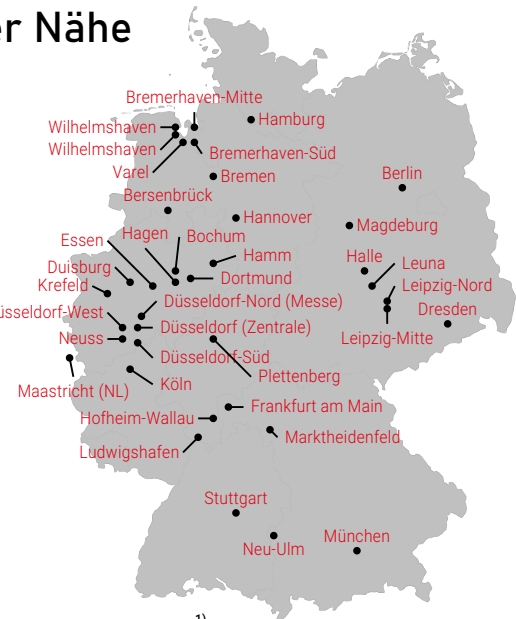 er Nähe
Bremerhaven-Mitte
Hamburg
Wilhelmshaven
Wilhelmshaven
Bremerhaven-Süd
Varel
Bremen
Berlin
Bersenbrück
Hannover
Magdeburg
Hagen
Bochum
Essen
Hamm
Halle
Leuna
Duisburg
Dortmund
Krefeld
Leipzig-Nord
Düsseldorf-Nord (Messe)
üsseldorf-West
Dresden
Düsseldorf (Zentrale)
Neuss
Leipzig-Mitte
Düsseldorf-Süd
Plettenberg
Köln
Maastricht (NL)
Frankfurt am Main
Hofheim-Wallau
Marktheidenfeld
Ludwigshafen
Stuttgart
München
Neu-Ulm
1)